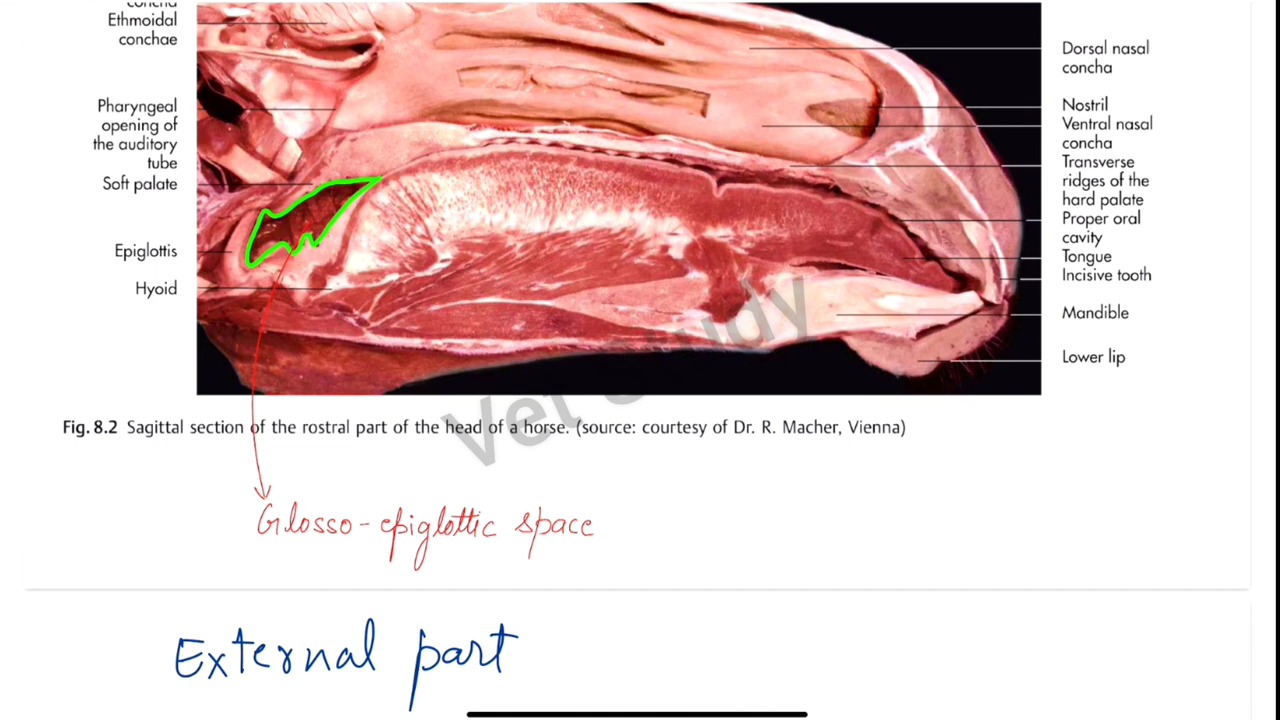 concha
Ethmoidal
conchae
Pharyngeal
opening of
the auditory
tube
Soft palate
Epiglottis
Hyoid
Dorsal nasal
concha
Nostril
Ventral nasal
concha
Transverse
ridges of the
hard palate
Proper oral
cavity
Tongue
Incisive tooth
Mandible
Lower lip
Vet Study
Fig. 8.2 Sagittal section of the rostral part of the head of a horse. (source: courtesy of Dr. R. Macher, Vienna)
Glosso-epiglottic space
External part